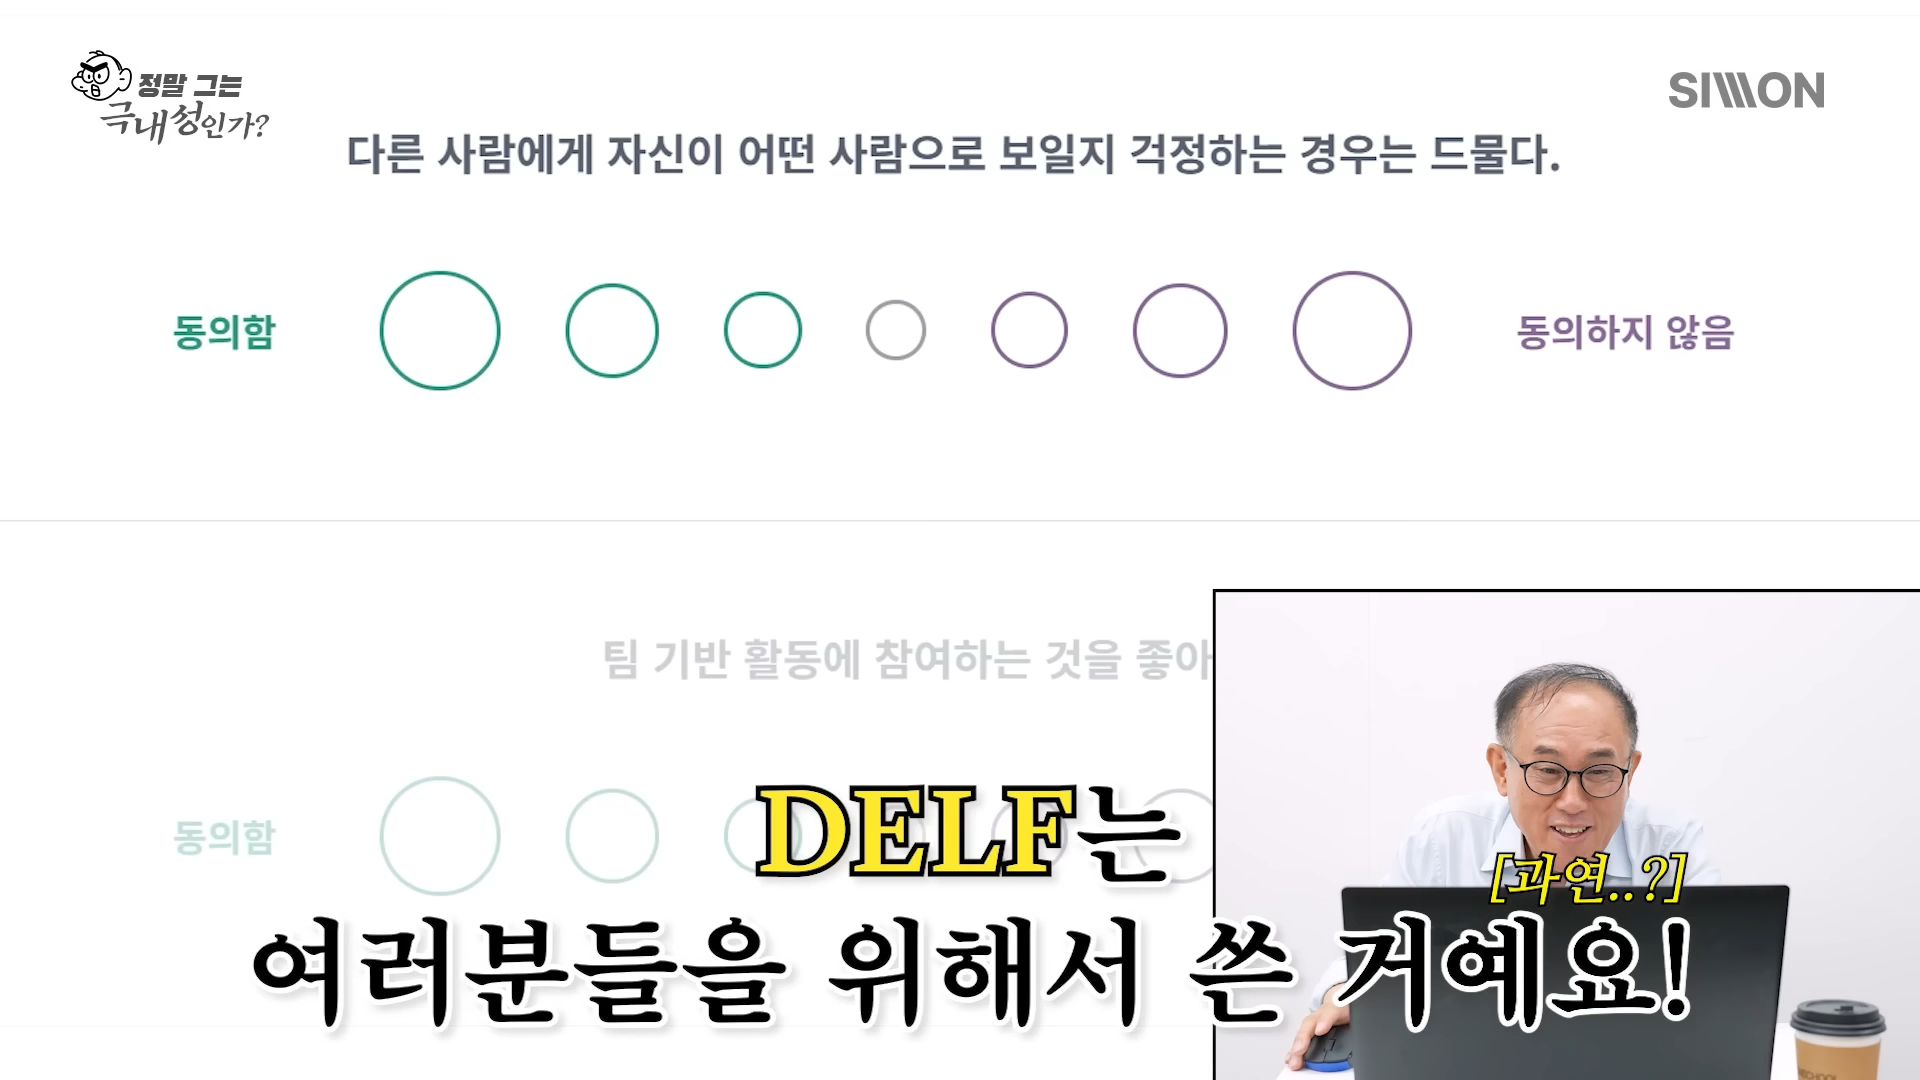 정말 그는
극내성인가?
SIMMON
다른 사람에게 자신이 어떤 사람으로 보일지 걱정하는 경우는 드물다.
동의함
동의하지 않음
팀 기반 활동에 참여하는 것을 좋아
동의함
DELF는
[과연..?]
여러분들을 위해서 쓴 거예요!